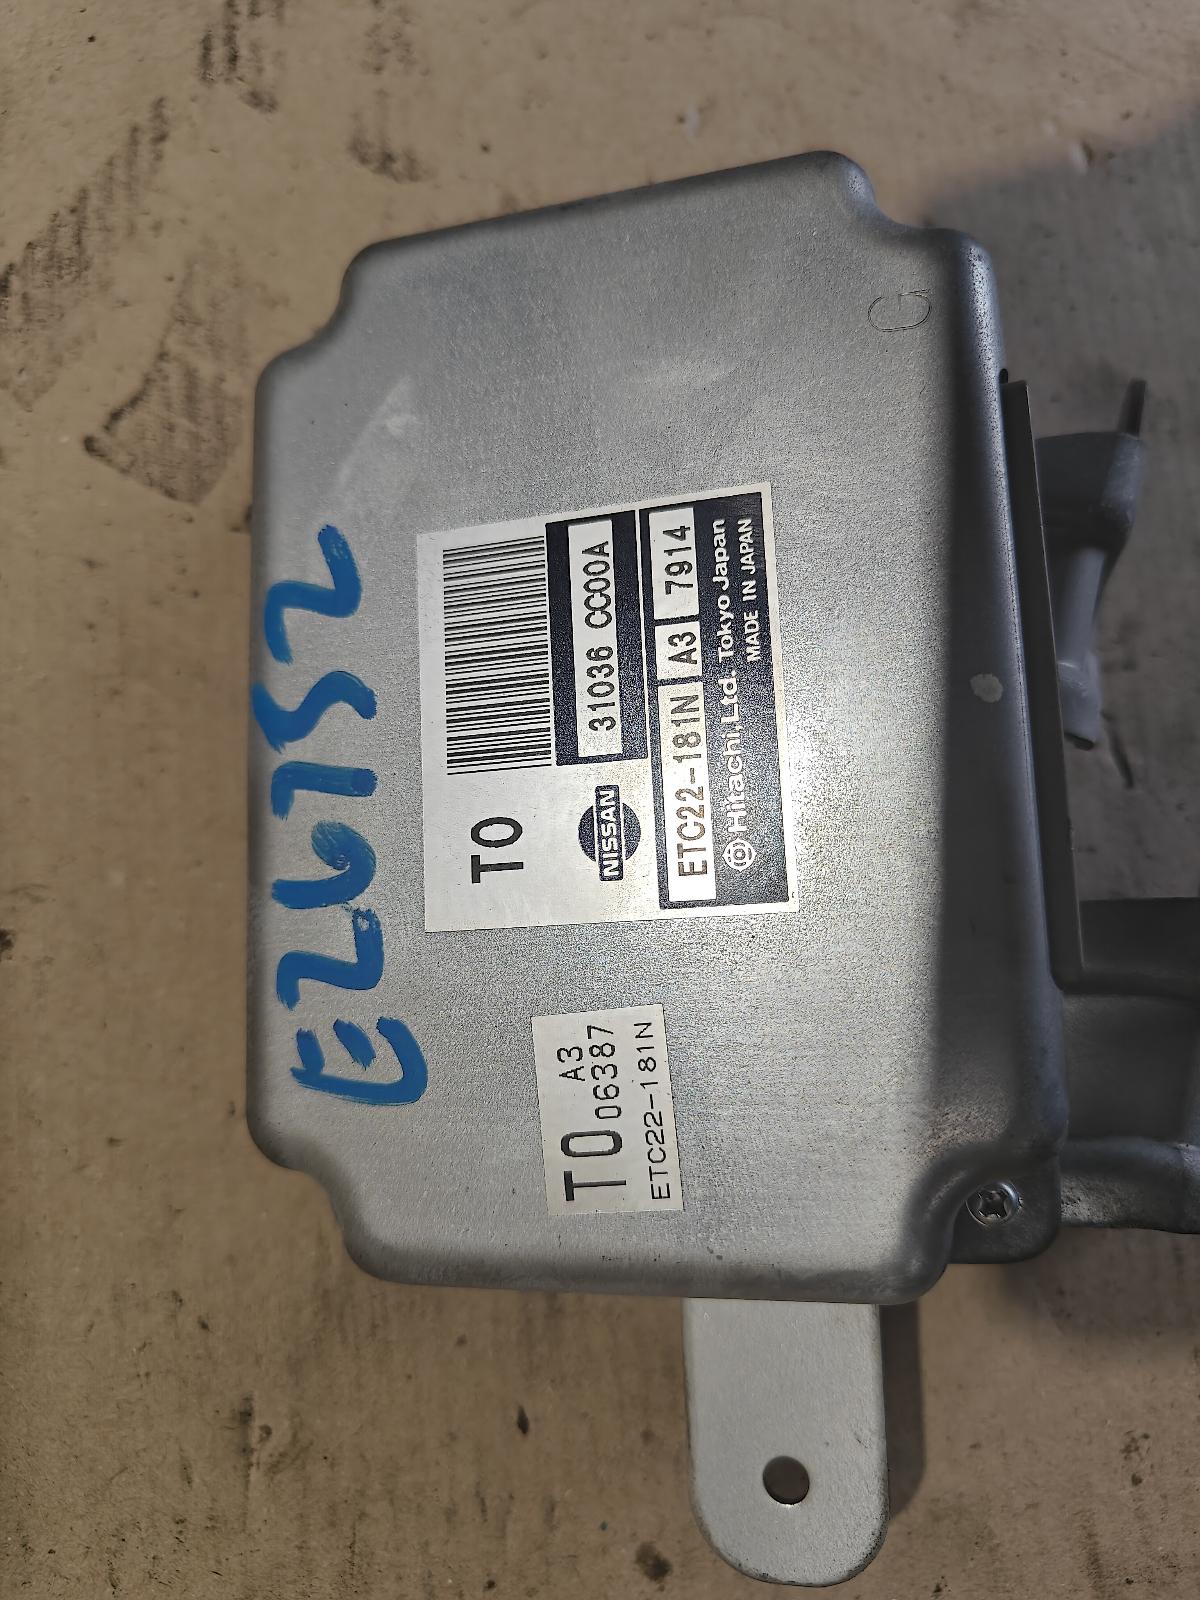 E26752
TO
NISSAN
31036 CC00A
ETC22-181N A3 7914
Hitachi, Ltd. Tokyo Japan
MADE IN JAPAN
A3
TO 06387
ETC22-181N
G